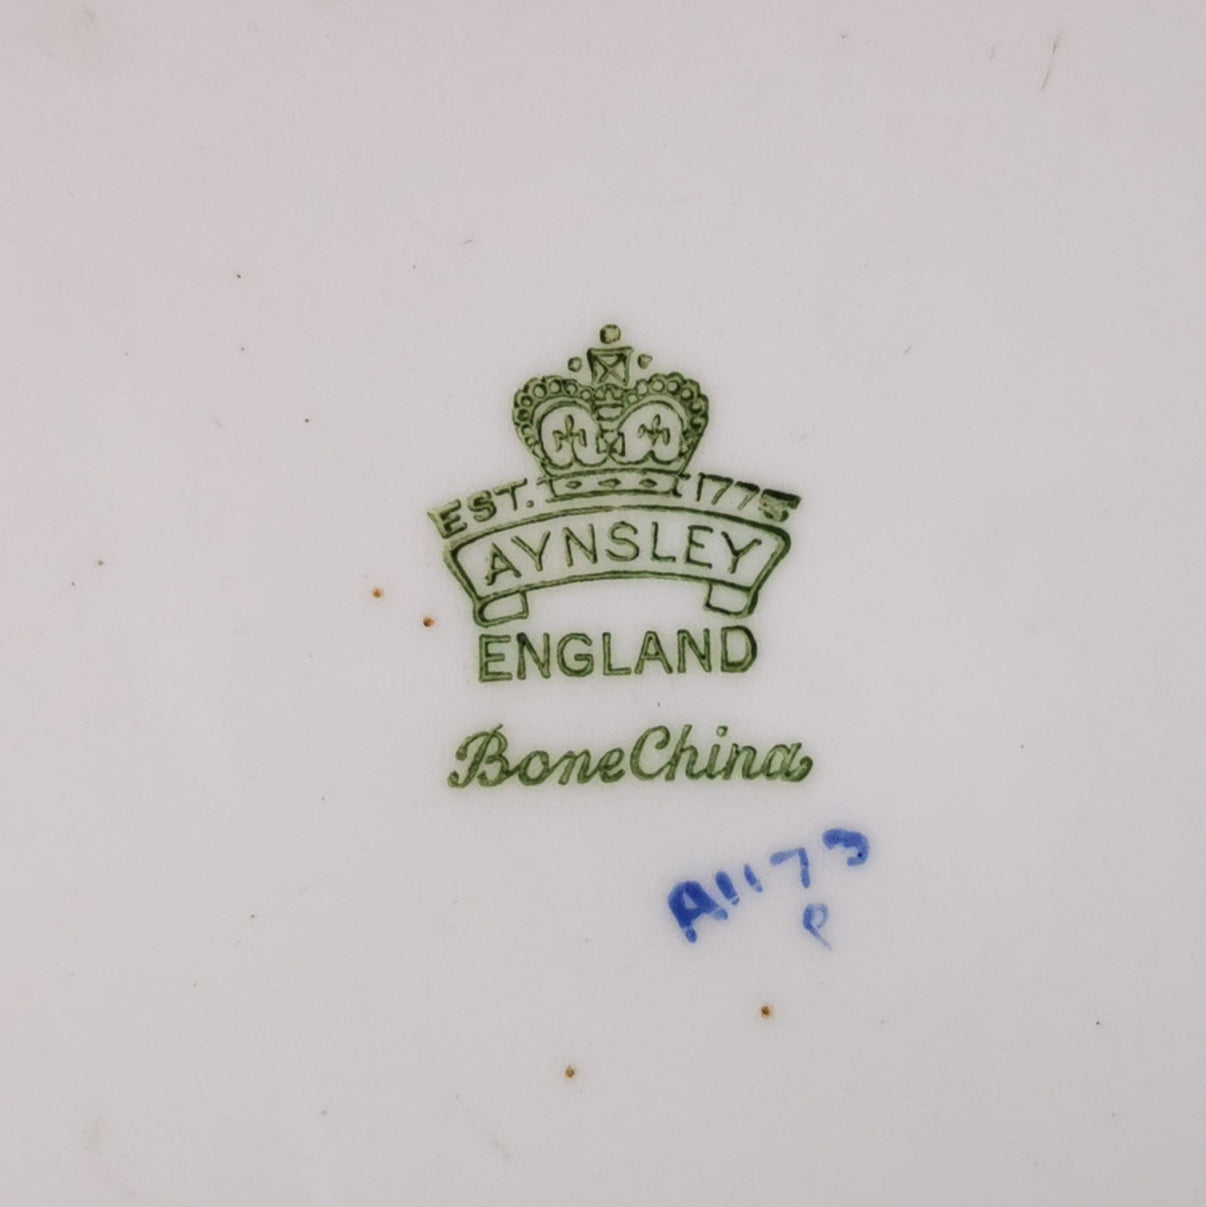 EST. 1775
AYNSLEY
ENGLAND
Bone China
A1173
P